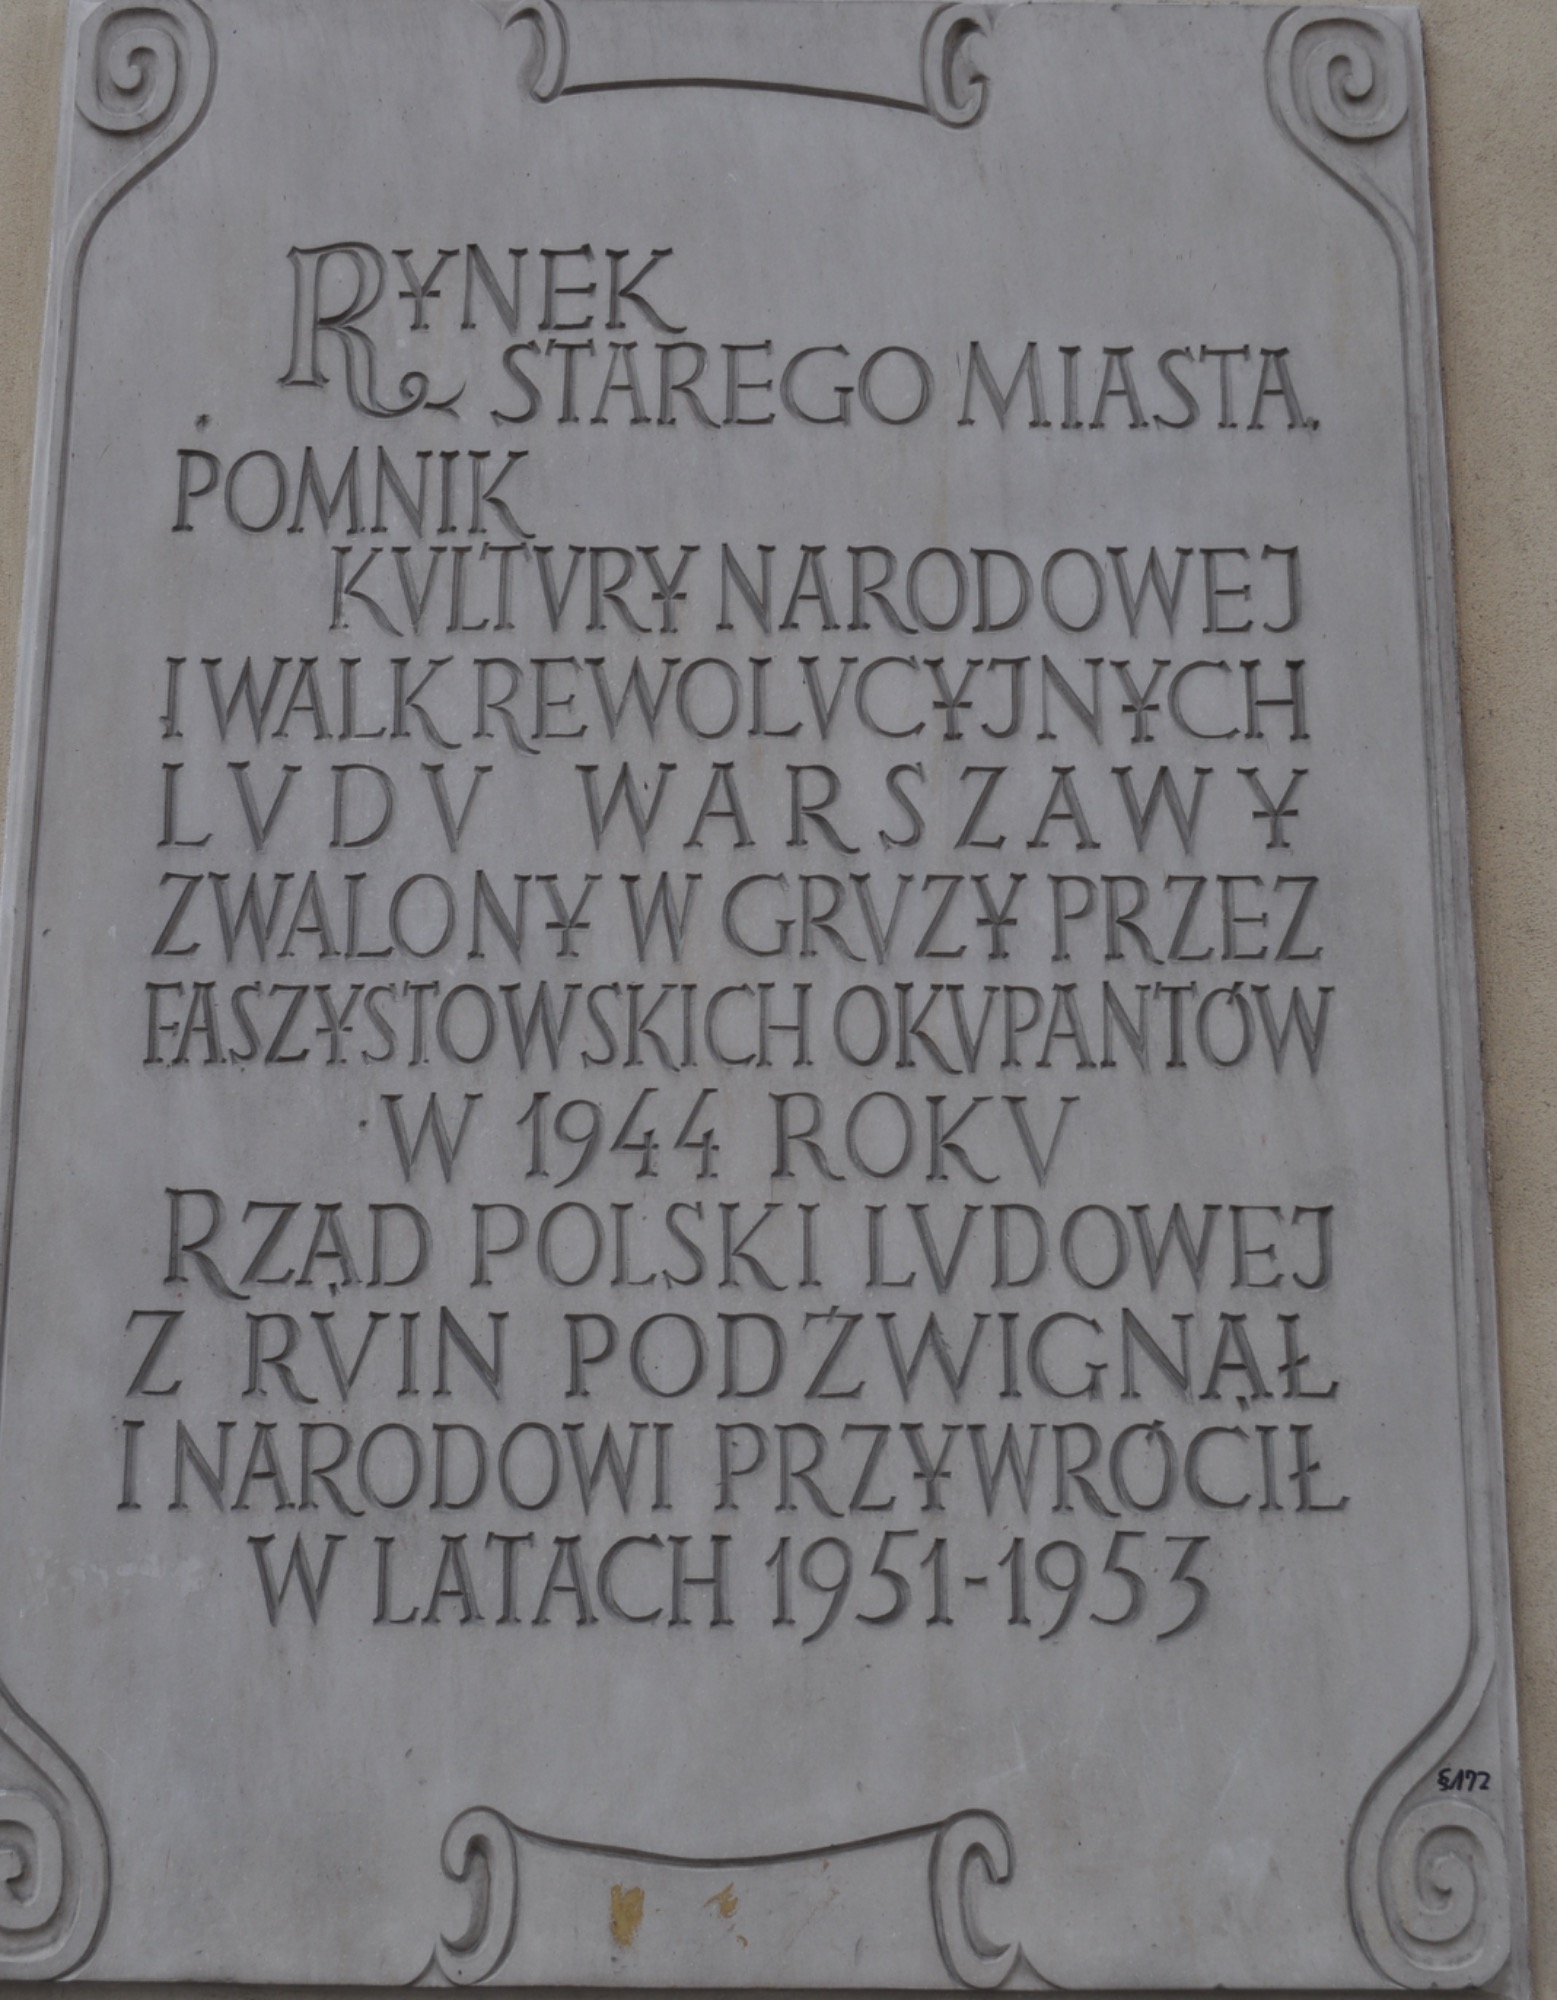 RYNEK
STAREGO MIASTA.
POMNIK
KVLTVRY NARODOWEJ
I WALK REWOLVCYJNYCH
LVDV WARSZAWY
ZWALONY W GRVZY PRZEZ
FASZYSTOWSKICH OKVPANTÓW
W 1944 ROKV
RZĄD POLSKI LVDOWEJ
Z RVIN PODŹWIGNĄŁ
I NARODOWI PRZYWRÓCIŁ
W LATACH 1951-1953
§192